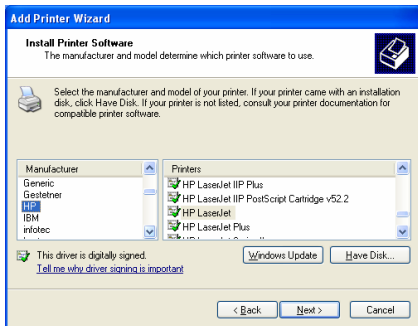 Add Printer Wizard
Install Printer Software
The manufacturer and model determine which printer software to use.
Select the manufacturer and model of your printer. If your printer came with an installation
disk, click Have Disk. If your printer is not listed, consult your printer documentation for
compatible printer software.
Manufacturer
Generic
Gestetner
HP
IBM
infotec
Printers
HP LaserJet IIP Plus
HP LaserJet IIP PostScript Cartridge v52.2
HP LaserJet
HP LaserJet Plus
This driver is digitally signed.
Tell me why driver signing is important
Windows Update
Have Disk...
< Back
Next >
Cancel